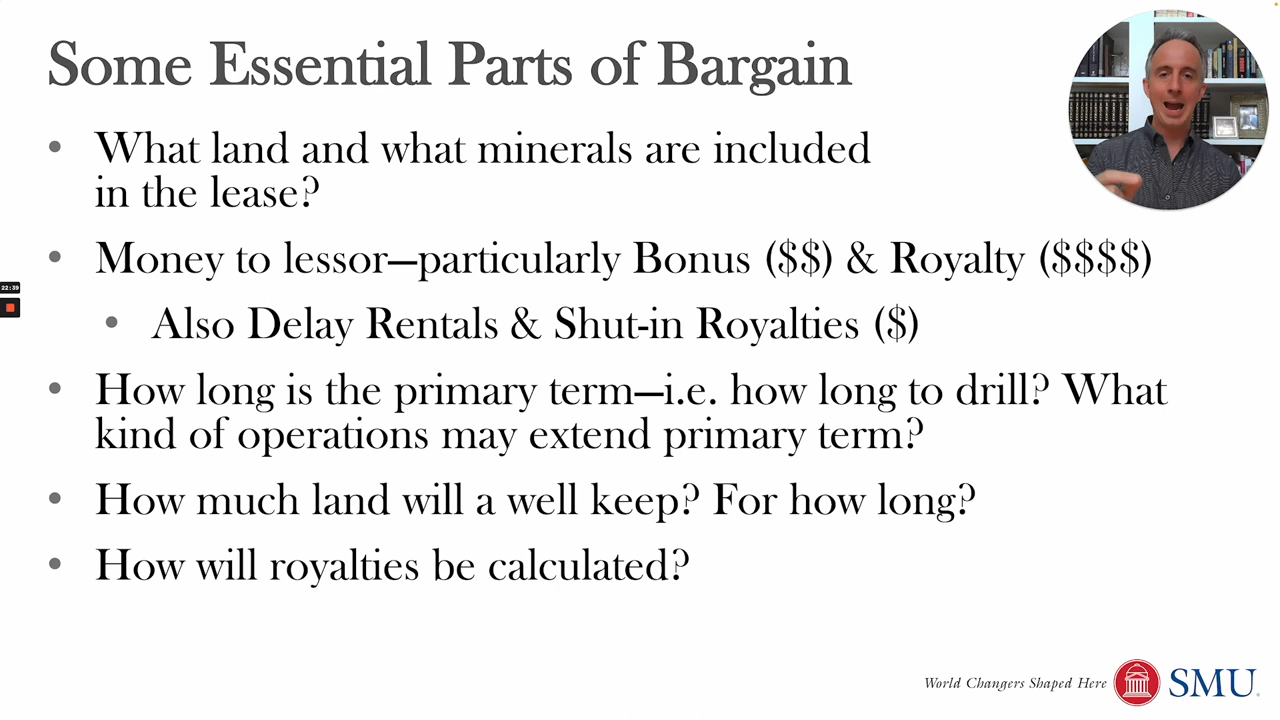 Some Essential Parts of Bargain
• What land and what minerals are included
in the lease?
• Money to lessor—particularly Bonus ($$) & Royalty ($$$$)
• Also Delay Rentals & Shut-in Royalties ($)
• How long is the primary term—i.e. how long to drill? What
kind of operations may extend primary term?
• How much land will a well keep? For how long?
• How will royalties be calculated?
22:39
World Changers Shaped Here
SMU